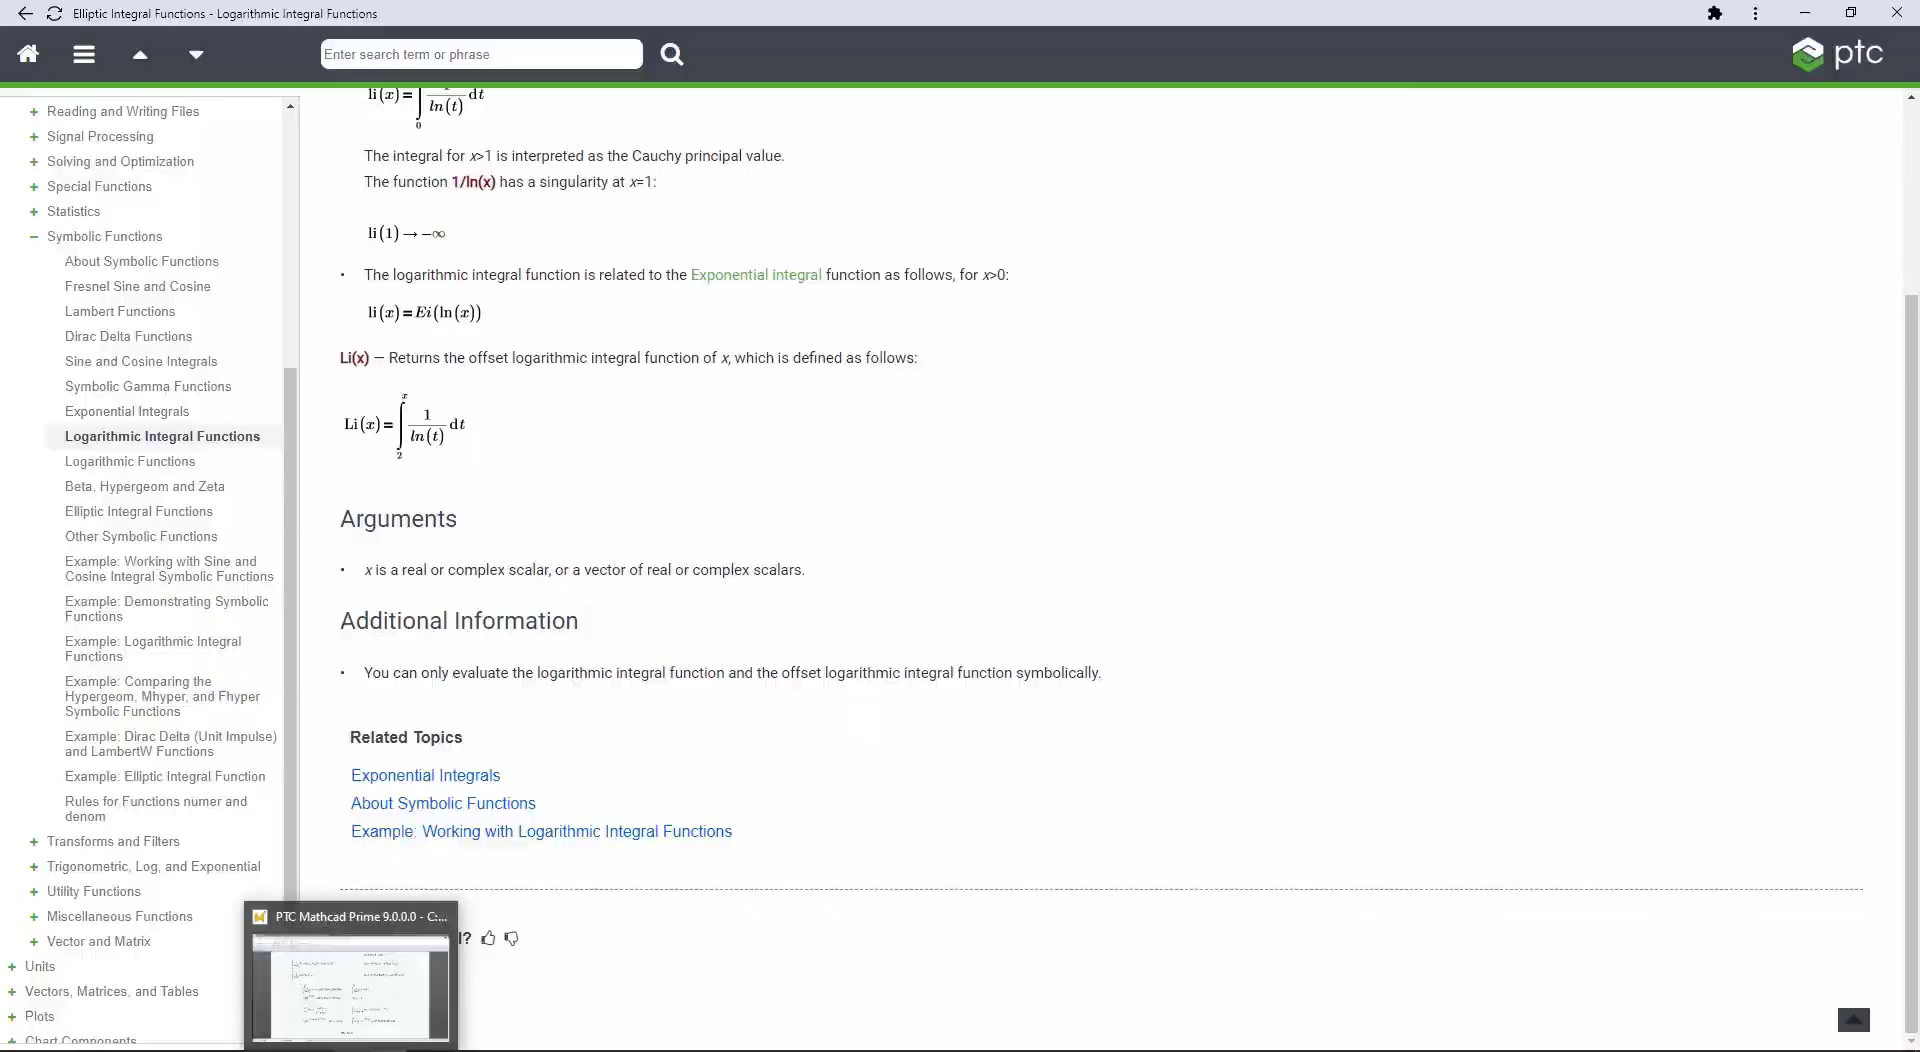 Elliptic Integral Functions - Logarithmic Integral Functions
Enter search term or phrase
ptc
+ Reading and Writing Files
+ Signal Processing
+ Solving and Optimization
+ Special Functions
+ Statistics
− Symbolic Functions
About Symbolic Functions
Fresnel Sine and Cosine
Lambert Functions
Dirac Delta Functions
Sine and Cosine Integrals
Symbolic Gamma Functions
Exponential Integrals
Logarithmic Integral Functions
Logarithmic Functions
Beta, Hypergeom and Zeta
Elliptic Integral Functions
Other Symbolic Functions
Example: Working with Sine and
Cosine Integral Symbolic Functions
Example: Demonstrating Symbolic
Functions
Example: Logarithmic Integral
Functions
Example: Comparing the
Hypergeom, Mhyper, and Fhyper
Symbolic Functions
Example: Dirac Delta (Unit Impulse)
and LambertW Functions
Example: Elliptic Integral Function
Rules for Functions numer and
denom
+ Transforms and Filters
+ Trigonometric, Log, and Exponential
+ Utility Functions
+ Miscellaneous Functions
+ Vector and Matrix
+ Units
+ Vectors, Matrices, and Tables
+ Plots
+ Chart Components
li(x)=∫0 1/ln(t) dt
The integral for x>1 is interpreted as the Cauchy principal value.
The function 1/ln(x) has a singularity at x=1:
li(1)→−∞
• The logarithmic integral function is related to the Exponential integral function as follows, for x>0:
li(x)=Ei(ln(x))
Li(x) — Returns the offset logarithmic integral function of x, which is defined as follows:
Li(x)=∫2x 1/ln(t) dt
Arguments
• x is a real or complex scalar, or a vector of real or complex scalars.
Additional Information
• You can only evaluate the logarithmic integral function and the offset logarithmic integral function symbolically.
Related Topics
Exponential Integrals
About Symbolic Functions
Example: Working with Logarithmic Integral Functions
PTC Mathcad Prime 9.0.0.0 - C:...
l?